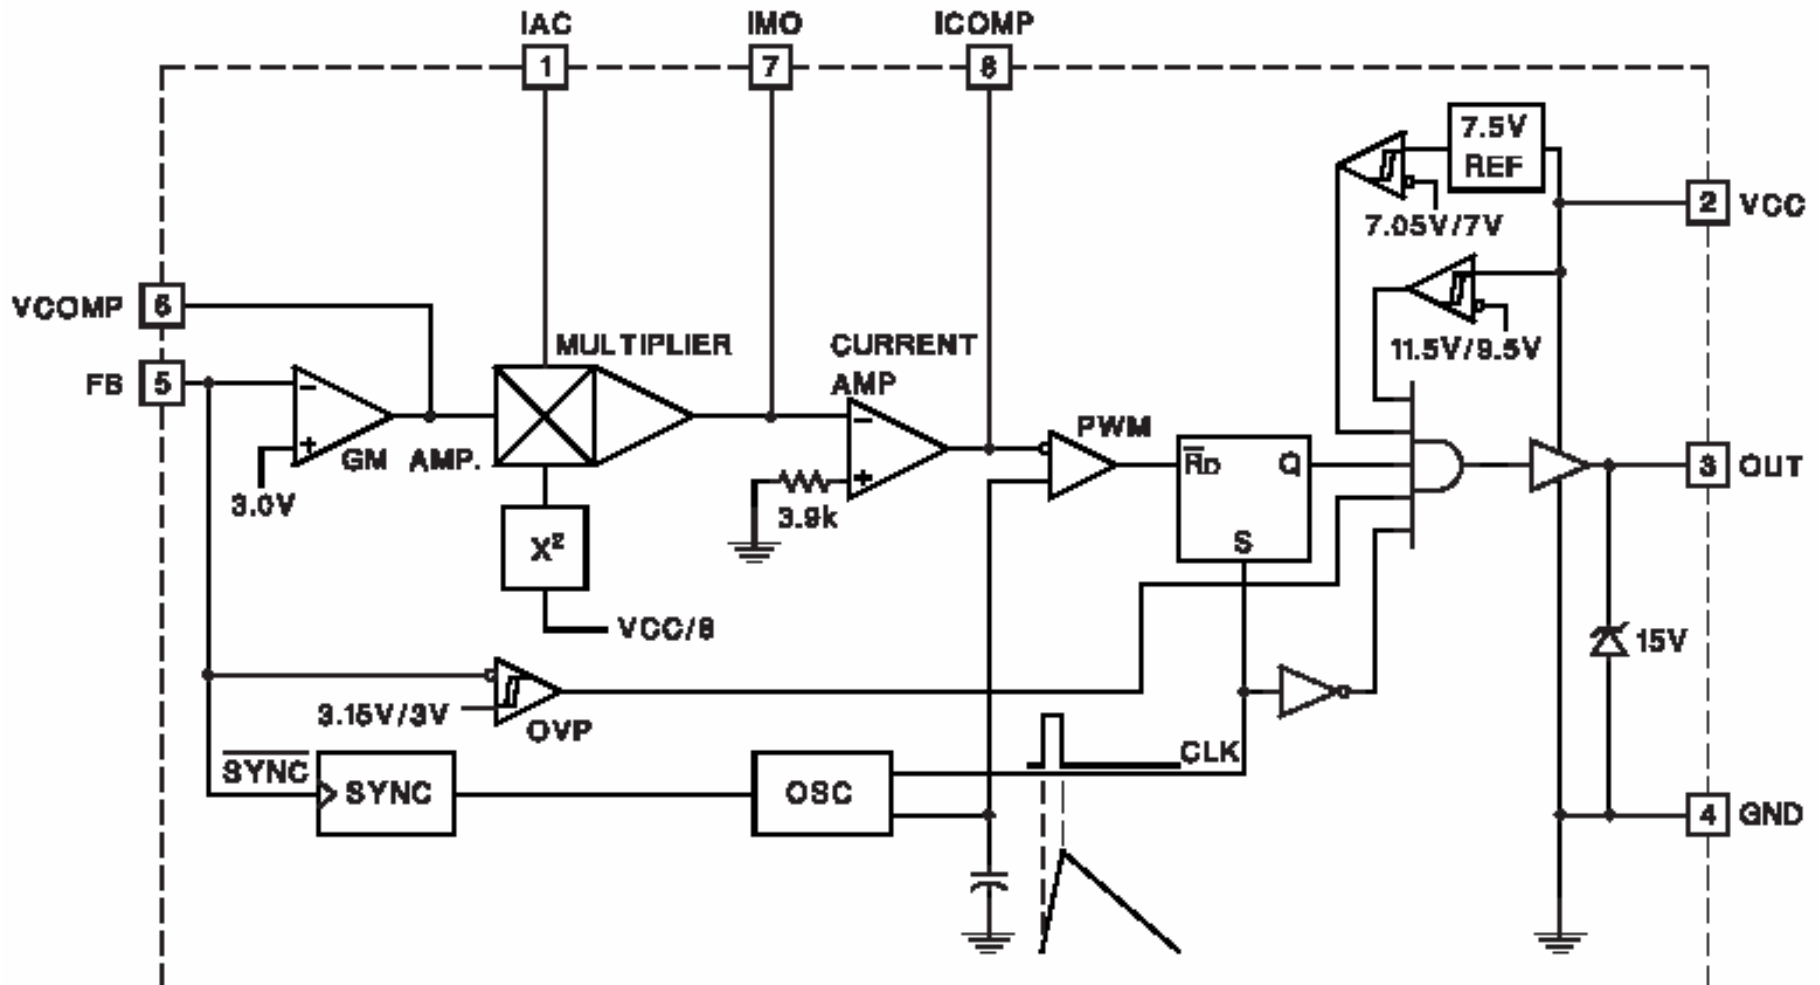 IAC
IMO
ICOMP
1
7
8
7.5V
REF
2
VCC
7.05V/7V
VCOMP
6
11.5V/9.5V
MULTIPLIER
CURRENT
AMP
FB
5
−
−
PWM
+
GM AMP.
R̅D
Q
3
OUT
3.0V
+
3.9k
X²
S
VCC/8
15V
3.15V/3V
OVP
SYNC
CLK
SYNC
OSC
4
GND